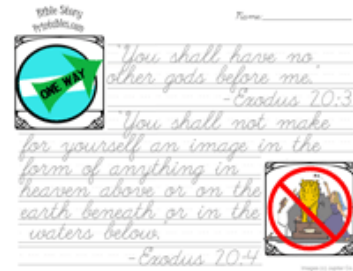 Bible Story
Printables.com
Name:
ONE WAY
"You shall have no
other gods before me."
-Exodus 20:3
"You shall not make
for yourself an image in the
form of anything in
heaven above or on the
earth beneath or in the
waters below.
-Exodus 20:4